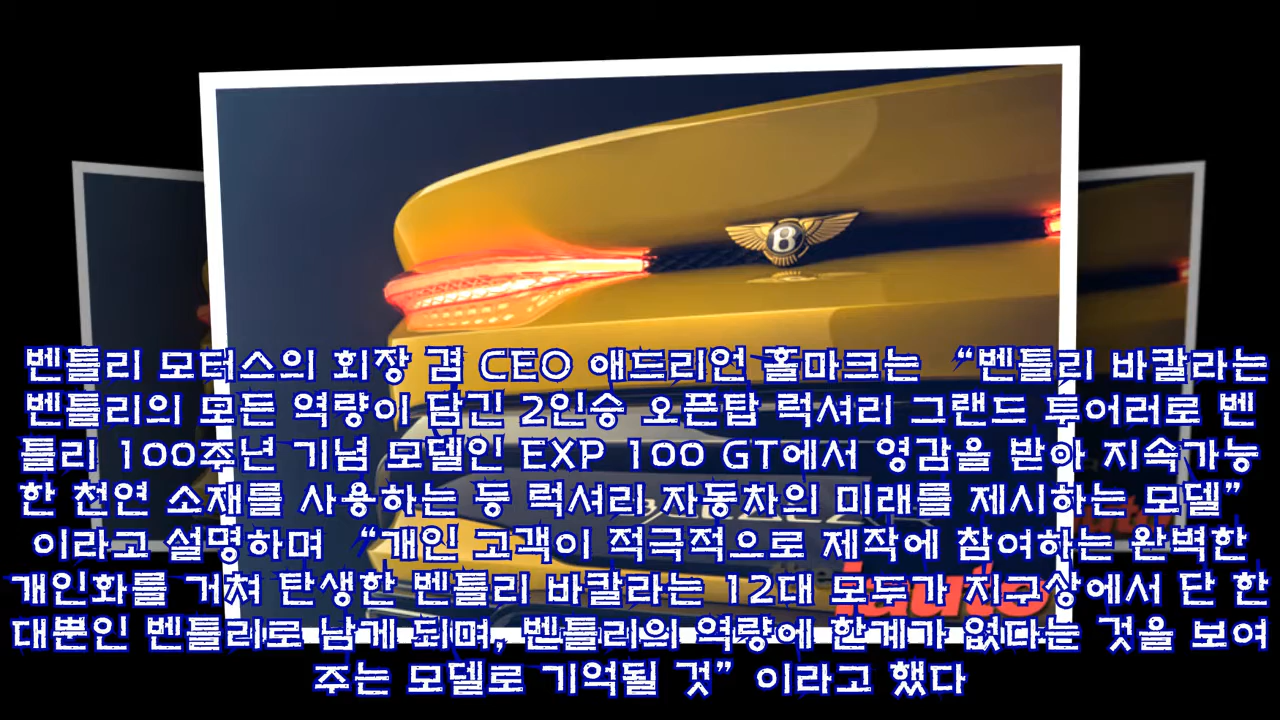 B
벤틀리 모터스의 회장 겸 CEO 애드리언 홀마크는 “벤틀리 바칼라는
벤틀리의 모든 역량이 담긴 2인승 오픈탑 럭셔리 그랜드 투어러로 벤
틀리 100주년 기념 모델인 EXP 100 GT에서 영감을 받아 지속가능
한 천연 소재를 사용하는 등 럭셔리 자동차의 미래를 제시하는 모델”
이라고 설명하며 “개인 고객이 적극적으로 제작에 참여하는 완벽한
개인화를 거쳐 탄생한 벤틀리 바칼라는 12대 모두가 지구상에서 단 한
대뿐인 벤틀리로 남게 되며, 벤틀리의 역량에 한계가 없다는 것을 보여
주는 모델로 기억될 것” 이라고 했다